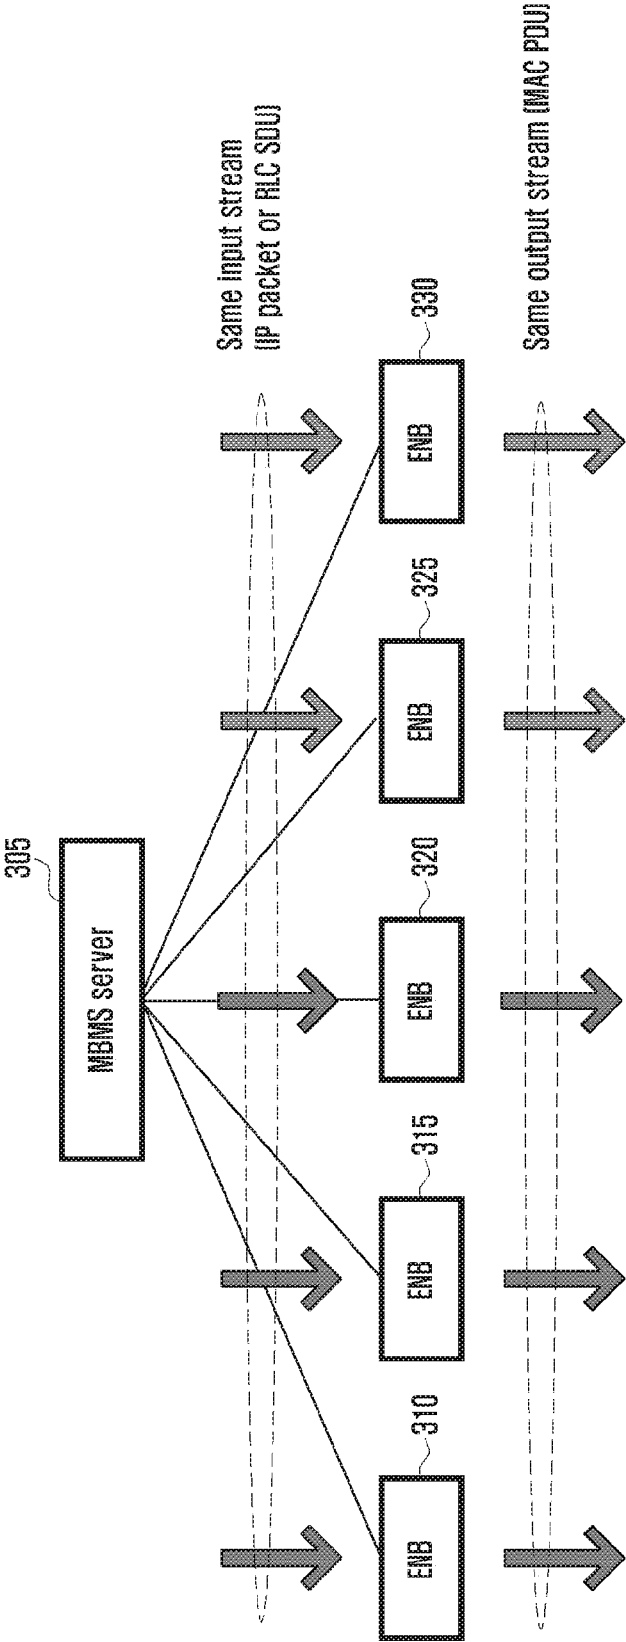 305
MBMS server
Same input stream
(IP packet or RLC SDU)
310
315
320
325
330
ENB
ENB
ENB
ENB
ENB
Same output stream (MAC PDU)